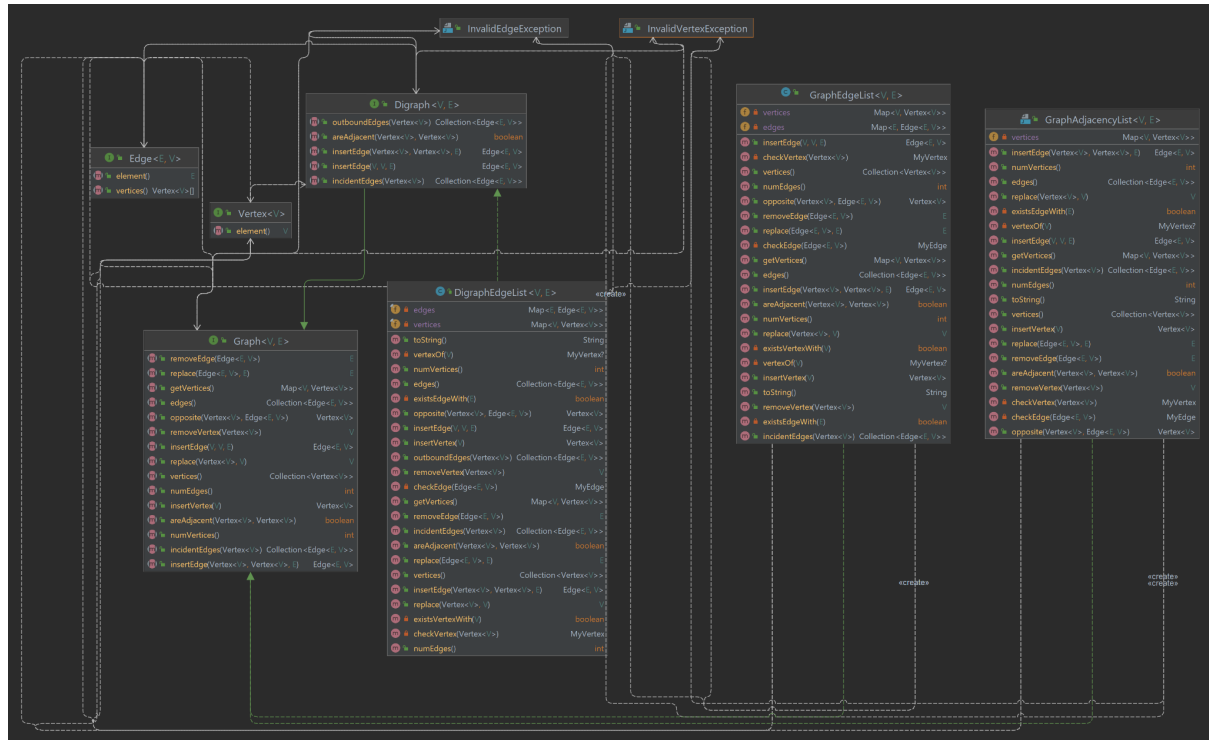 InvalidEdgeException
InvalidVertexException
Digraph<V, E>
outboundEdges(Vertex<V>) Collection<Edge<E, V>>
areAdjacent(Vertex<V>, Vertex<V>) boolean
insertEdge(Vertex<V>, Vertex<V>, E) Edge<E, V>
insertEdge(V, V, E) Edge<E, V>
incidentEdges(Vertex<V>) Collection<Edge<E, V>>
Edge<E, V>
element() E
vertices() Vertex<V>[]
Vertex<V>
element() V
Graph<V, E>
removeEdge(Edge<E, V>) E
replace(Edge<E, V>, E) E
getVertices() Map<V, Vertex<V>>
edges() Collection<Edge<E, V>>
opposite(Vertex<V>, Edge<E, V>) Vertex<V>
removeVertex(Vertex<V>) V
insertEdge(V, V, E) Edge<E, V>
replace(Vertex<V>, V) V
vertices() Collection<Vertex<V>>
numEdges() int
insertVertex(V) Vertex<V>
areAdjacent(Vertex<V>, Vertex<V>) boolean
numVertices() int
incidentEdges(Vertex<V>) Collection<Edge<E, V>>
insertEdge(Vertex<V>, Vertex<V>, E) Edge<E, V>
DigraphEdgeList<V, E>
«create»
edges Map<E, Edge<E, V>>
vertices Map<V, Vertex<V>>
toString() String
vertexOf(V) MyVertex?
numVertices() int
edges() Collection<Edge<E, V>>
existsEdgeWith(E) boolean
opposite(Vertex<V>, Edge<E, V>) Vertex<V>
insertEdge(V, V, E) Edge<E, V>
insertVertex(V) Vertex<V>
outboundEdges(Vertex<V>) Collection<Edge<E, V>>
removeVertex(Vertex<V>) V
checkEdge(Edge<E, V>) MyEdge
getVertices() Map<V, Vertex<V>>
removeEdge(Edge<E, V>) E
incidentEdges(Vertex<V>) Collection<Edge<E, V>>
areAdjacent(Vertex<V>, Vertex<V>) boolean
replace(Edge<E, V>, E) E
vertices() Collection<Vertex<V>>
insertEdge(Vertex<V>, Vertex<V>, E) Edge<E, V>
replace(Vertex<V>, V) V
existsVertexWith(V) boolean
checkVertex(Vertex<V>) MyVertex
numEdges() int
GraphEdgeList<V, E>
vertices Map<V, Vertex<V>>
edges Map<E, Edge<E, V>>
insertEdge(V, V, E) Edge<E, V>
checkVertex(Vertex<V>) MyVertex
vertices() Collection<Vertex<V>>
numEdges() int
opposite(Vertex<V>, Edge<E, V>) Vertex<V>
removeEdge(Edge<E, V>) E
replace(Edge<E, V>, E) E
checkEdge(Edge<E, V>) MyEdge
getVertices() Map<V, Vertex<V>>
edges() Collection<Edge<E, V>>
insertEdge(Vertex<V>, Vertex<V>, E) Edge<E, V>
areAdjacent(Vertex<V>, Vertex<V>) boolean
numVertices() int
replace(Vertex<V>, V) V
existsVertexWith(V) boolean
vertexOf(V) MyVertex?
insertVertex(V) Vertex<V>
toString() String
removeVertex(Vertex<V>) V
existsEdgeWith(E) boolean
incidentEdges(Vertex<V>) Collection<Edge<E, V>>
«create»
GraphAdjacencyList<V, E>
vertices Map<V, MyVertex>
insertEdge(Vertex<V>, Vertex<V>, E) Edge<E, V>
numVertices() int
edges() Collection<Edge<E, V>>
replace(Vertex<V>, V) V
existsEdgeWith(E) boolean
vertexOf(V) MyVertex?
insertEdge(V, V, E) Edge<E, V>
getVertices() Map<V, Vertex<V>>
incidentEdges(Vertex<V>) Collection<Edge<E, V>>
numEdges() int
toString() String
vertices() Collection<Vertex<V>>
insertVertex(V) Vertex<V>
replace(Edge<E, V>, E) E
removeEdge(Edge<E, V>) E
areAdjacent(Vertex<V>, Vertex<V>) boolean
removeVertex(Vertex<V>) V
checkVertex(Vertex<V>) MyVertex
checkEdge(Edge<E, V>) MyEdge
opposite(Vertex<V>, Edge<E, V>) Vertex<V>
«create»
«create»